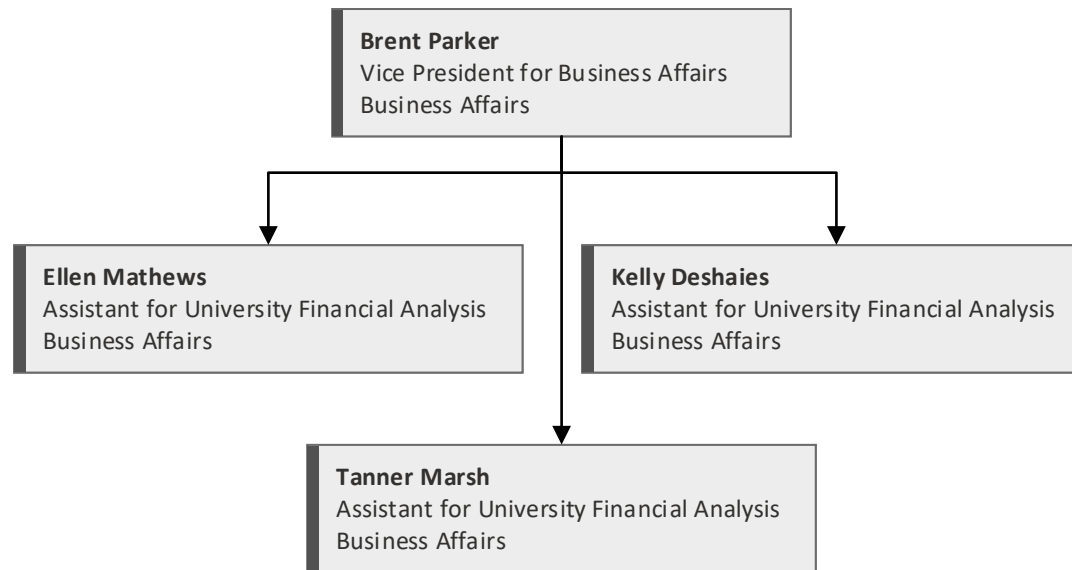 Brent Parker
Vice President for Business Affairs
Business Affairs
Ellen Mathews
Assistant for University Financial Analysis
Business Affairs
Kelly Deshaies
Assistant for University Financial Analysis
Business Affairs
Tanner Marsh
Assistant for University Financial Analysis
Business Affairs